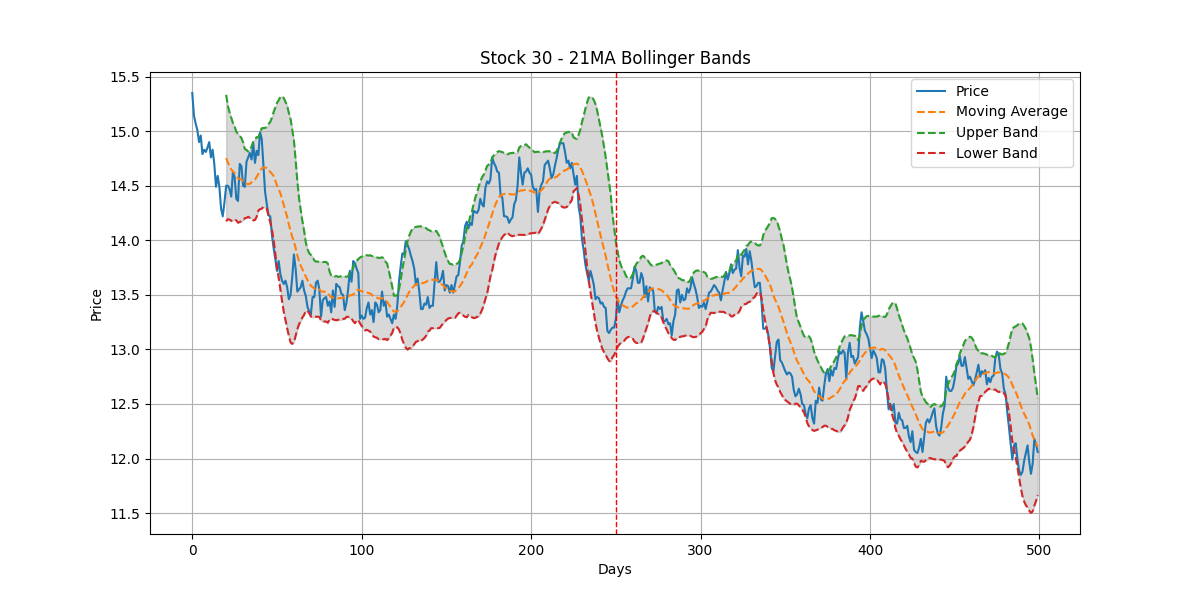 Stock 30 - 21MA Bollinger Bands
Price
15.5
15.0
14.5
14.0
13.5
13.0
12.5
12.0
11.5
Price
Moving Average
Upper Band
Lower Band
0 100 200 300 400 500
Days